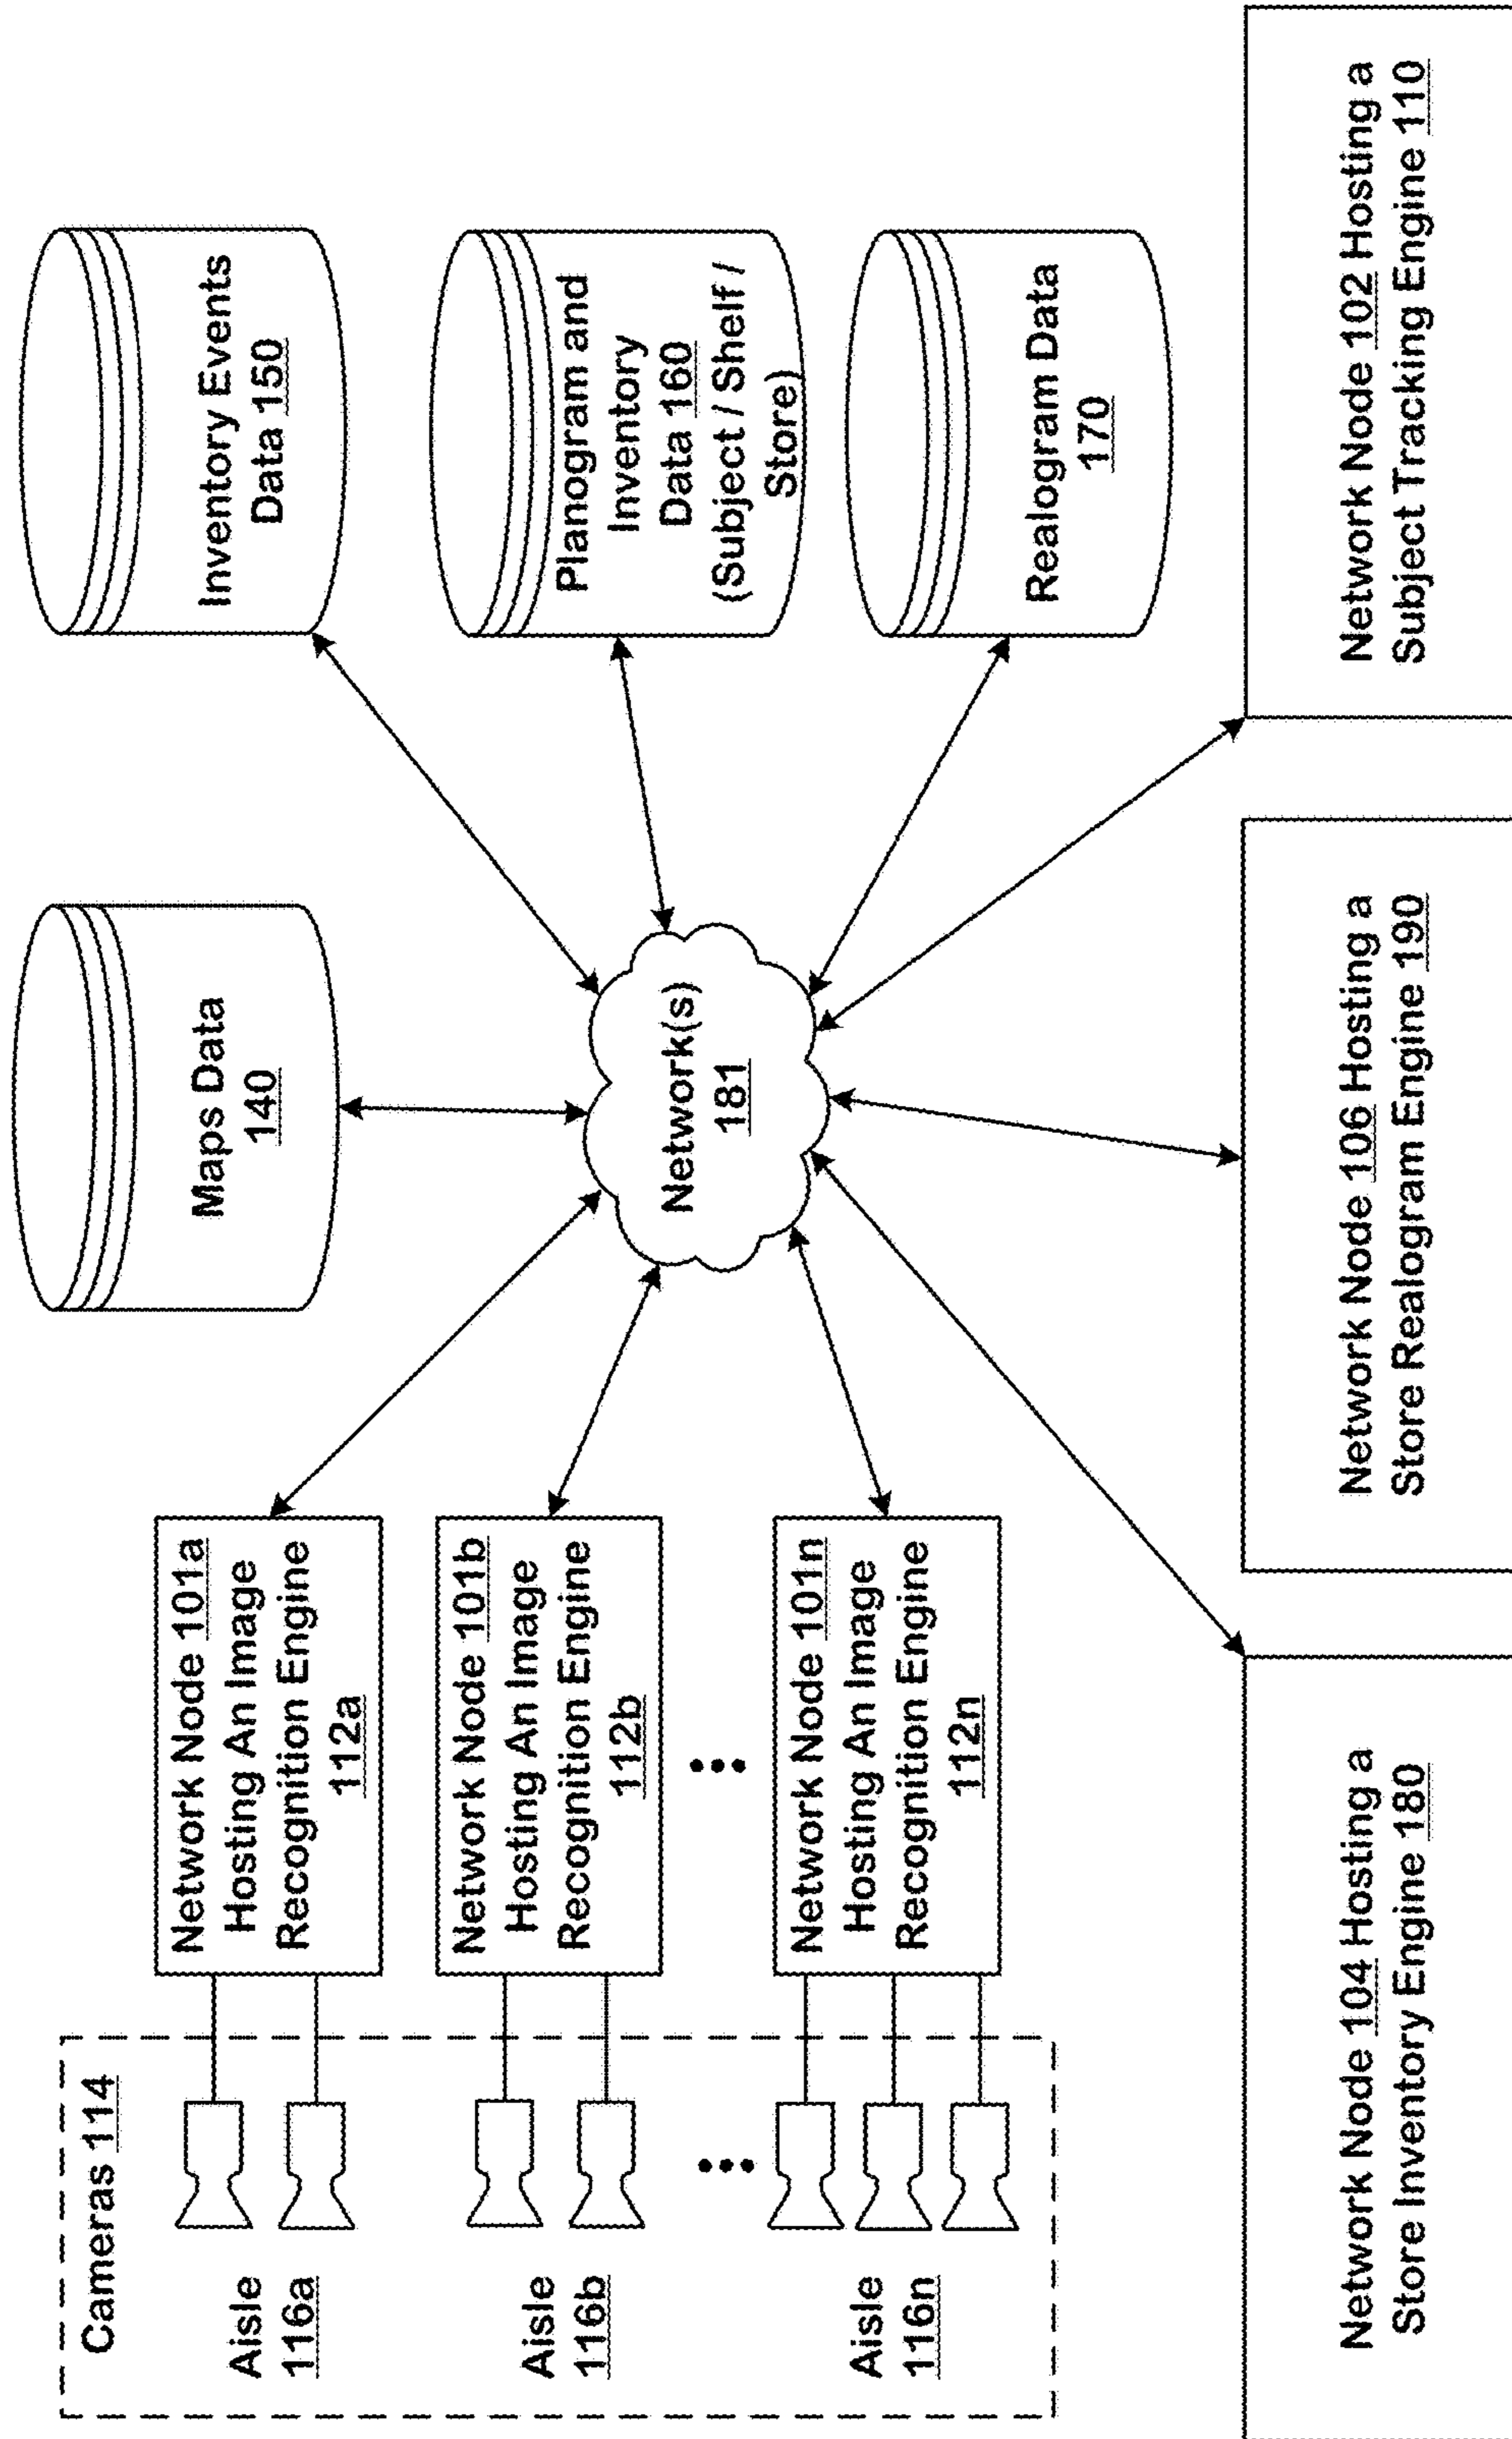 Cameras 114
Aisle
116a
Aisle
116b
Aisle
116n
Network Node 101a
Hosting An Image
Recognition Engine
112a
Network Node 101b
Hosting An Image
Recognition Engine
112b
Network Node 101n
Hosting An Image
Recognition Engine
112n
Maps Data
140
Network(s)
181
Inventory Events
Data 150
Planogram and
Inventory
Data 160
(Subject / Shelf /
Store)
Realogram Data
170
Network Node 104 Hosting a
Store Inventory Engine 180
Network Node 106 Hosting a
Store Realogram Engine 190
Network Node 102 Hosting a
Subject Tracking Engine 110